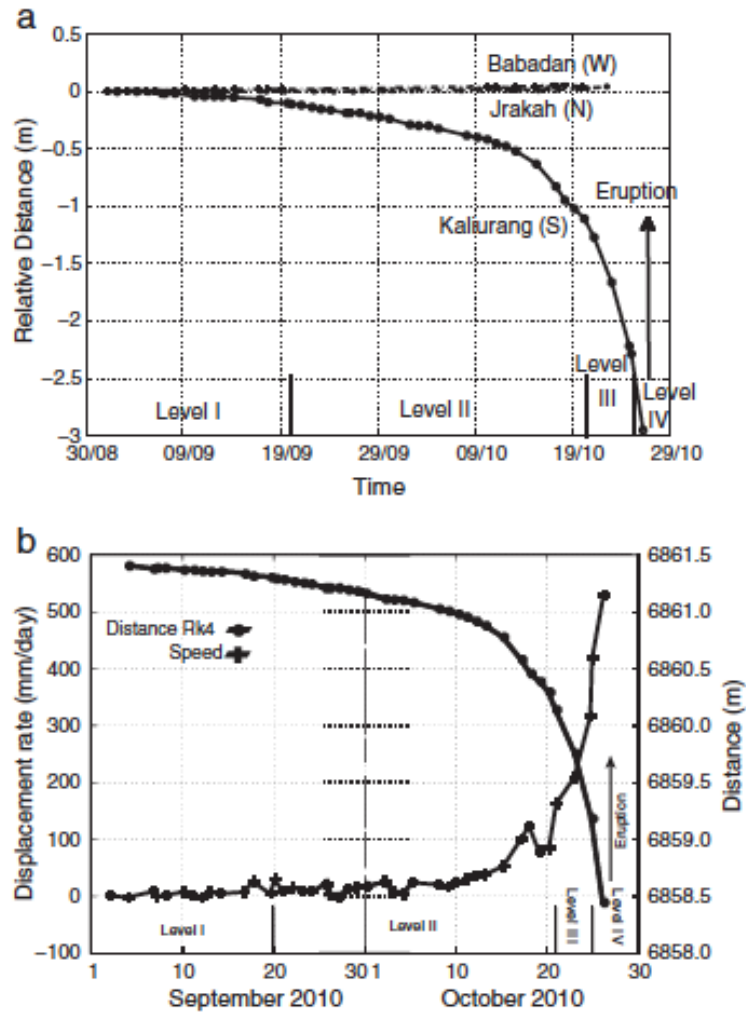 a
0.5
Babadan (W)
0
Jrakah (N)
-0.5
Eruption
-1
Kaliurang (S)
-1.5
-2
Level
III
-2.5
Level I
Level II
Level
IV
-3
30/08 09/09 19/09 29/09 09/10 19/10 29/10
Time
Relative Distance (m)
b
600 6861.5
500 6861.0
Distance Rk4
Speed
400 6860.5
300 6860.0
200 6859.5
100 6859.0
0 6858.5
-100 6858.0
Eruption
Level I
Level II
Level III
Level IV
1 10 20 30 1 10 20 30
September 2010 October 2010
Displacement rate (mm/day)
Distance (m)